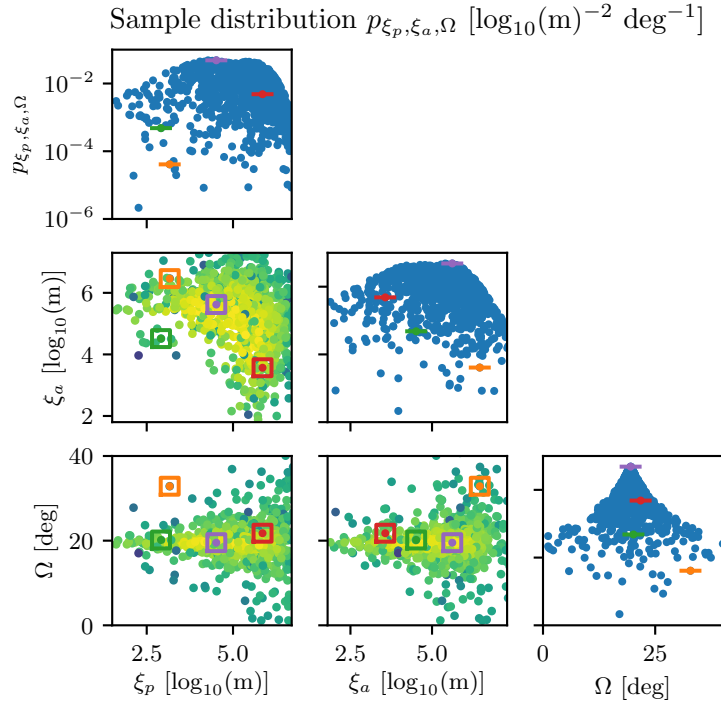 Sample distribution $p_{\xi_p,\xi_a,\Omega}$ [log$_{10}$(m)$^{-2}$ deg$^{-1}$]
$10^{-2}$
$10^{-4}$
$10^{-6}$
$p_{\xi_p,\xi_a,\Omega}$
6
4
2
$\xi_a$ [log$_{10}$(m)]
40
20
0
$\Omega$ [deg]
2.5 5.0 2.5 5.0 0 25
$\xi_p$ [log$_{10}$(m)] $\xi_a$ [log$_{10}$(m)] $\Omega$ [deg]